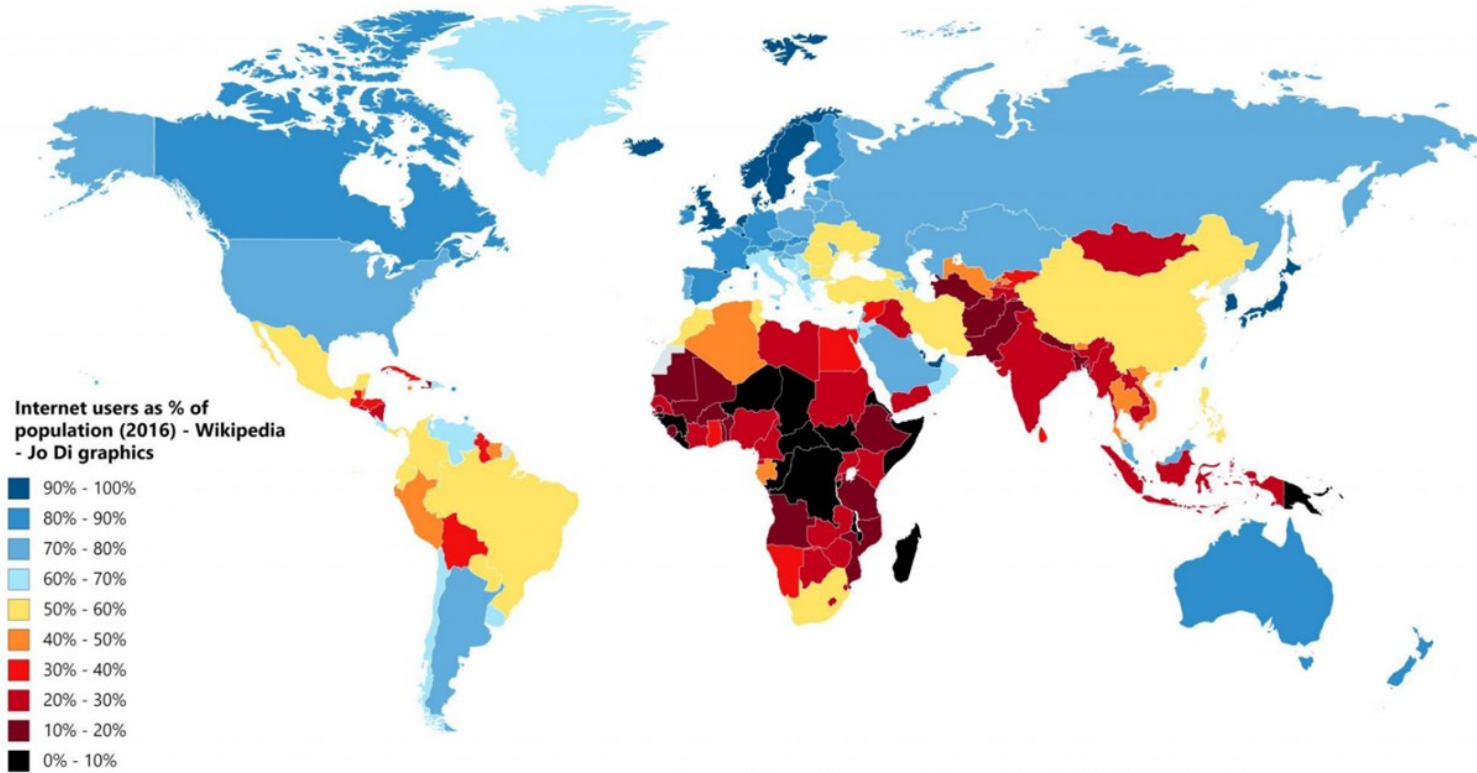 Internet users as % of
population (2016) - Wikipedia
- Jo Di graphics
90% - 100%
80% - 90%
70% - 80%
60% - 70%
50% - 60%
40% - 50%
30% - 40%
20% - 30%
10% - 20%
0% - 10%